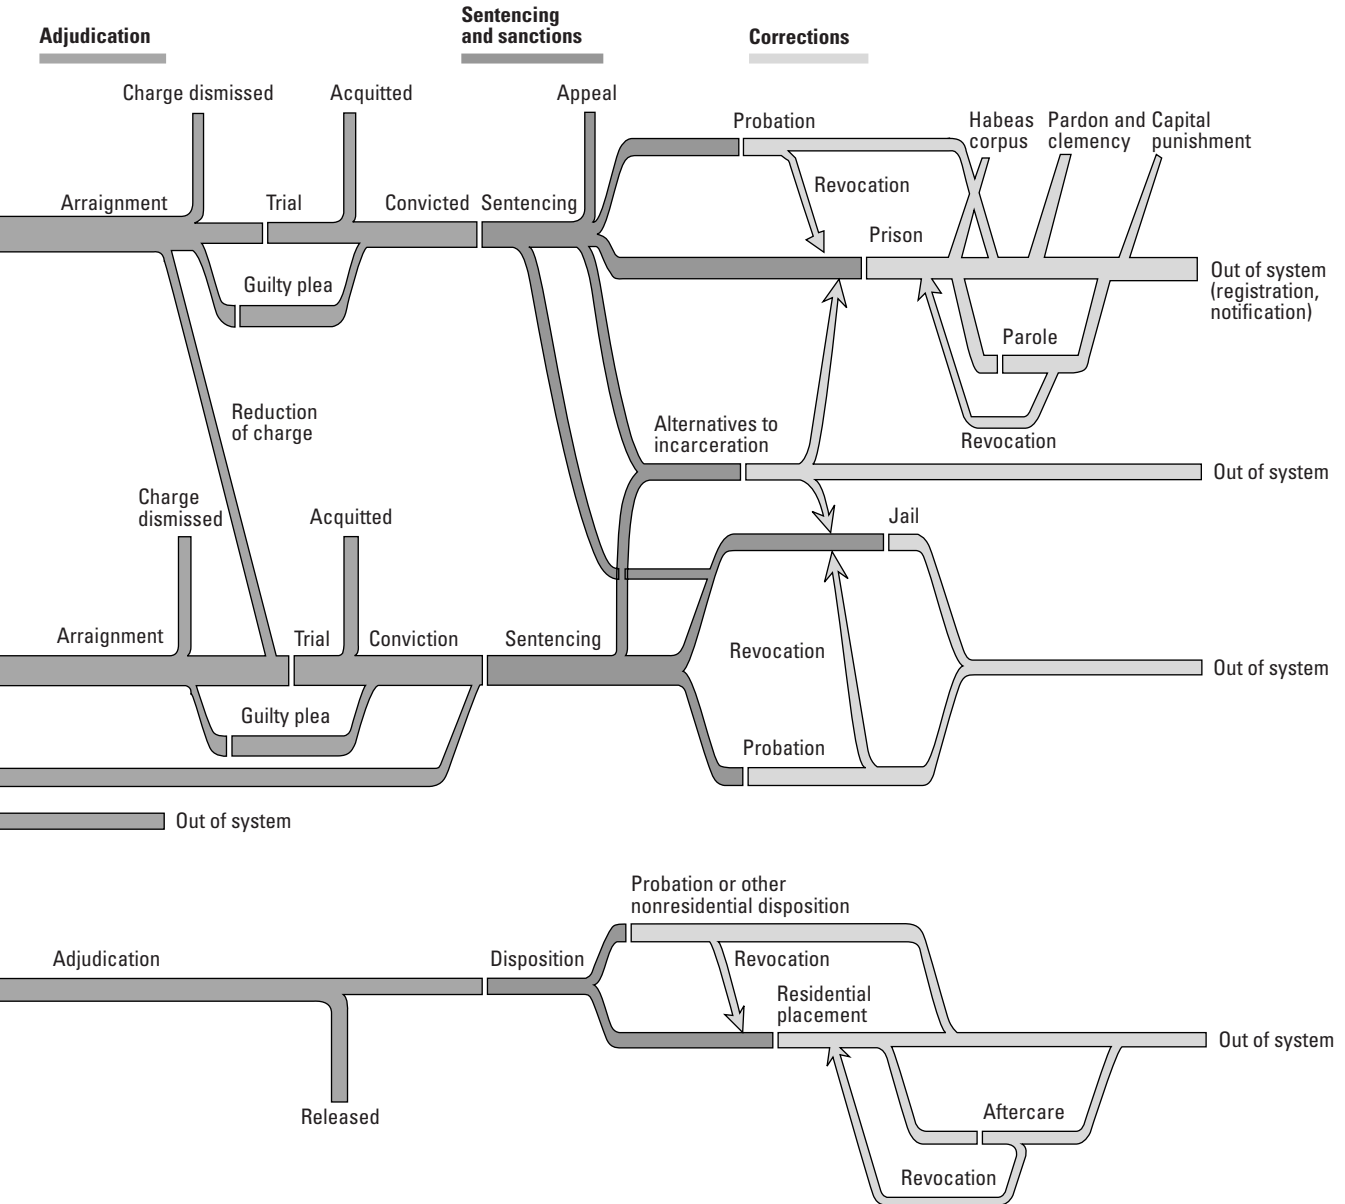 Adjudication
Sentencing
and sanctions
Corrections
Charge dismissed
Acquitted
Appeal
Probation
Habeas
corpus
Pardon and
clemency
Capital
punishment
Revocation
Arraignment
Trial
Convicted
Sentencing
Prison
Out of system
(registration,
notification)
Guilty plea
Parole
Reduction
of charge
Alternatives to
incarceration
Revocation
Out of system
Charge
dismissed
Acquitted
Jail
Arraignment
Trial
Conviction
Sentencing
Revocation
Out of system
Guilty plea
Probation
Out of system
Probation or other
nonresidential disposition
Adjudication
Disposition
Revocation
Residential
placement
Out of system
Released
Aftercare
Revocation